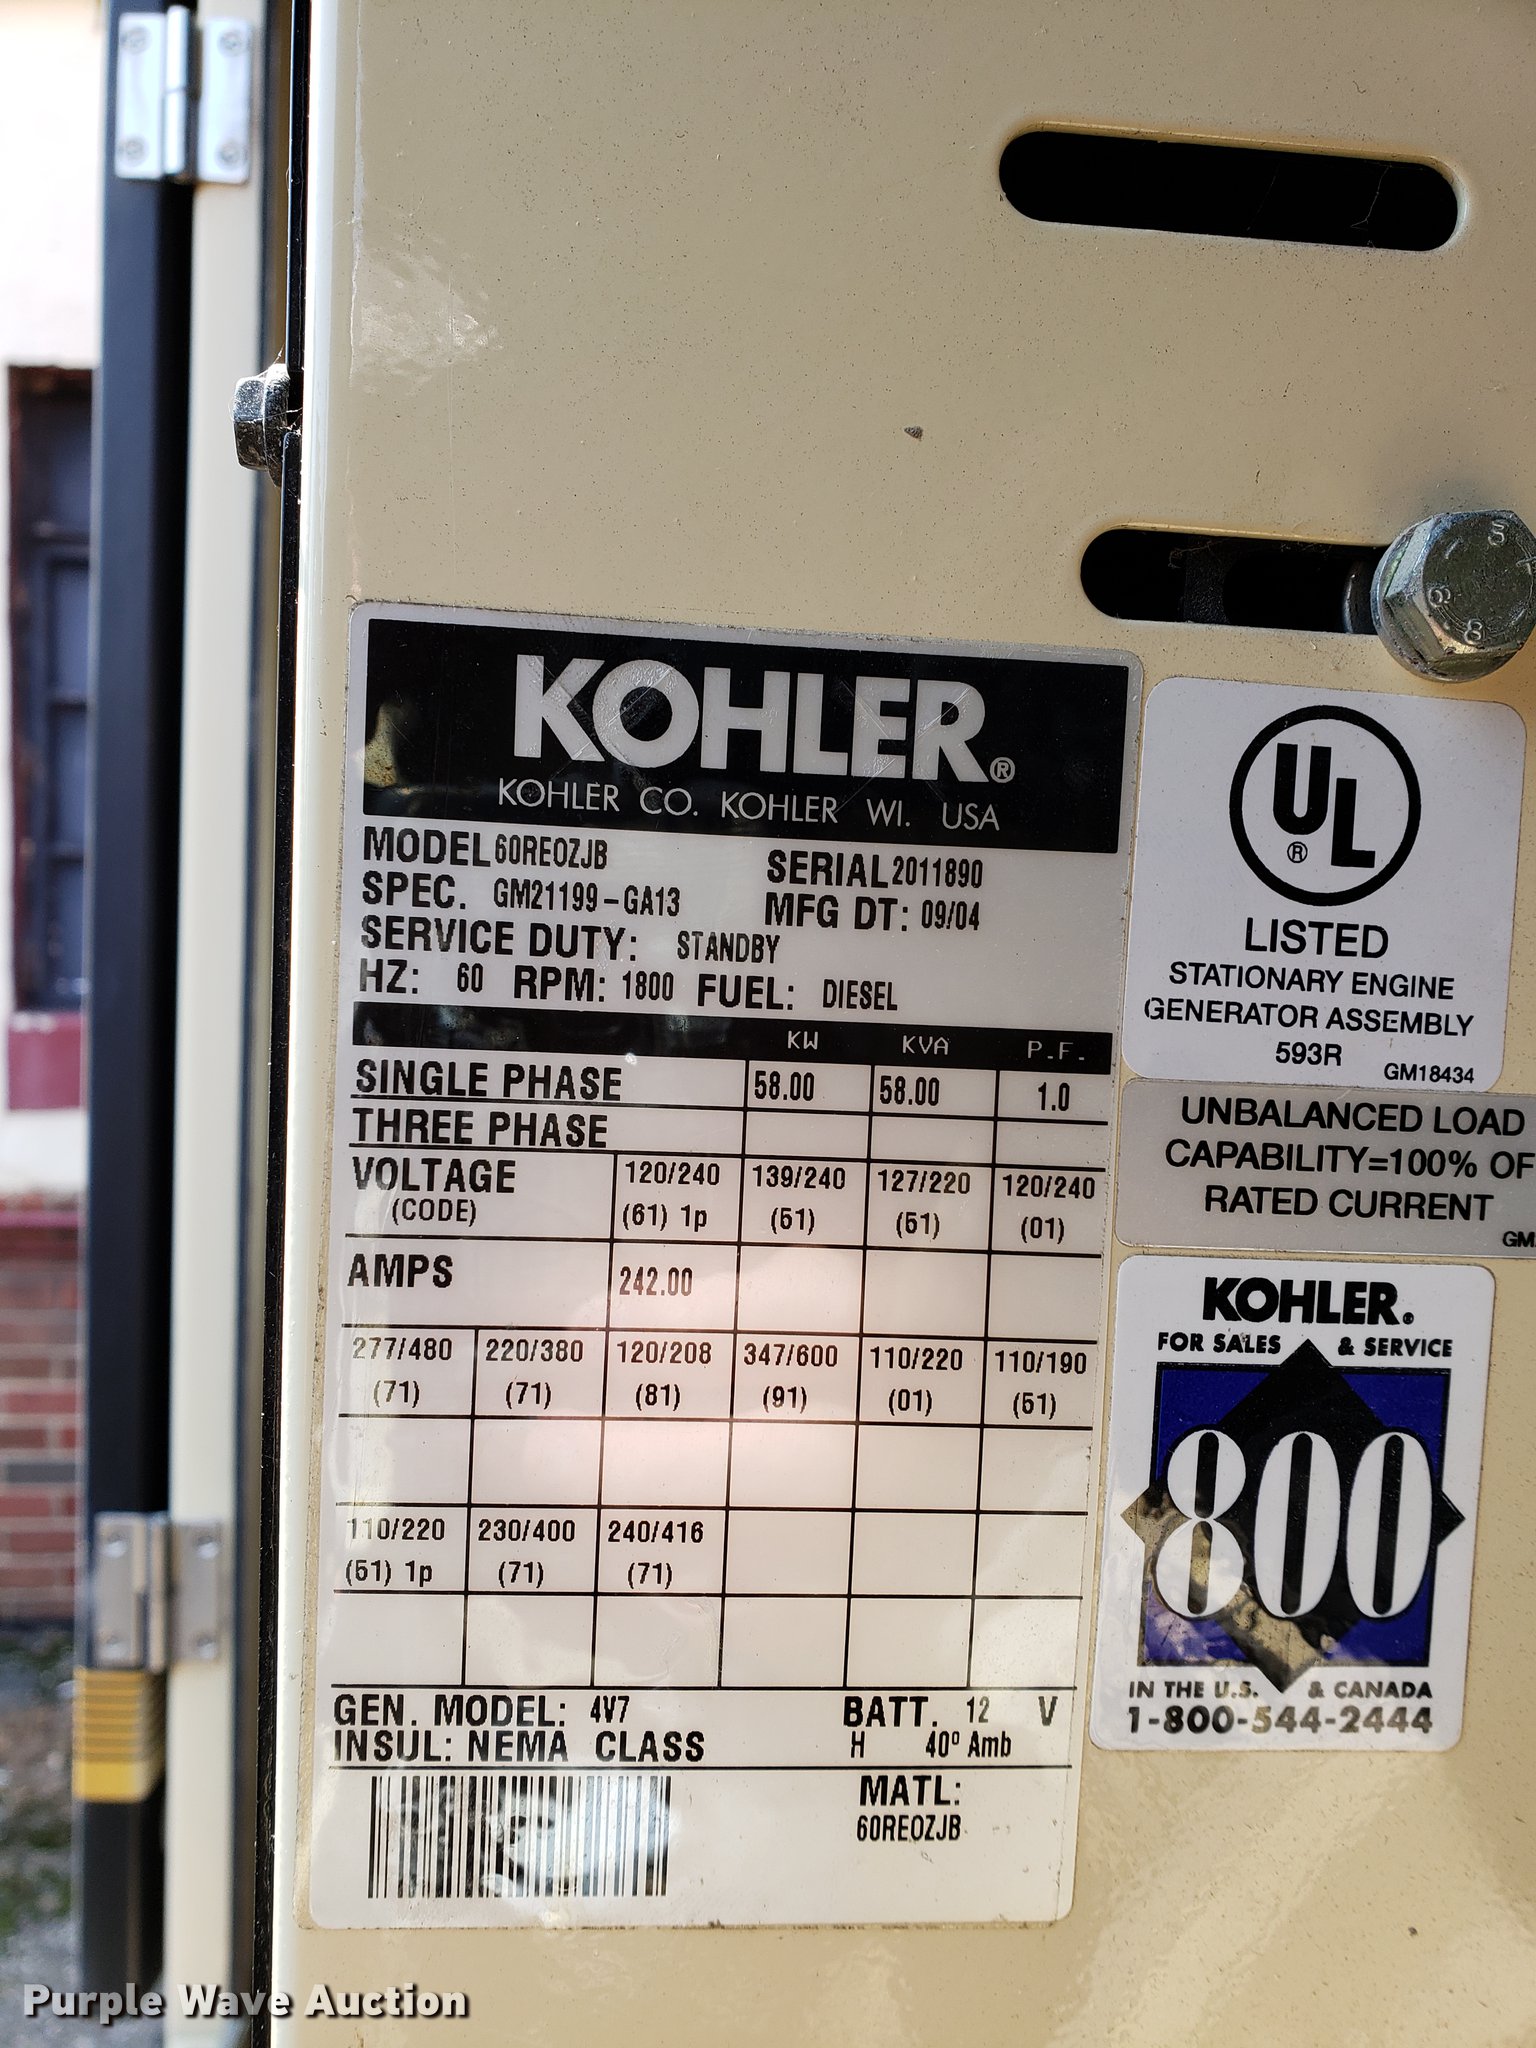 KOHLER®
KOHLER CO. KOHLER WI. USA
MODEL 60REOZJB
SERIAL 2011890
SPEC. GM21199-GA13
MFG DT: 09/04
SERVICE DUTY: STANDBY
HZ: 60 RPM: 1800 FUEL: DIESEL
KW KVA P.F.
SINGLE PHASE 58.00 58.00 1.0
THREE PHASE
VOLTAGE 120/240 139/240 127/220 120/240
(CODE) (61) 1p (51) (51) (01)
AMPS 242.00
277/480 220/380 120/208 347/600 110/220 110/190
(71) (71) (81) (91) (01) (51)
110/220 230/400 240/416
(51) 1p (71) (71)
GEN. MODEL: 4V7 BATT. 12 V
INSUL: NEMA CLASS H 40° Amb
MATL:
60REOZJB
UL®
LISTED
STATIONARY ENGINE
GENERATOR ASSEMBLY
593R GM18434
UNBALANCED LOAD
CAPABILITY=100% OF
RATED CURRENT
GM
KOHLER®
FOR SALES & SERVICE
800
IN THE U.S. & CANADA
1-800-544-2444
Purple Wave Auction